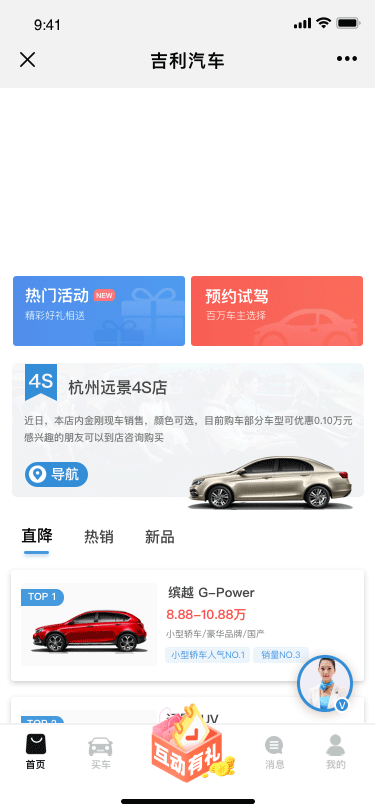 9:41
吉利汽车
热门活动 NEW
精彩好礼相送
预约试驾
百万车主选择
4S 杭州远景4S店
近日，本店内金刚现车销售，颜色可选，目前购车部分车型可优惠0.10万元
感兴趣的朋友可以到店咨询购买
导航
直降 热销 新品
TOP 1
缤越 G-Power
8.88-10.88万
小型轿车/豪华品牌/国产
小型轿车人气NO.1 销量NO.3
V
TOP 2
互动有礼
首页 买车 消息 我的